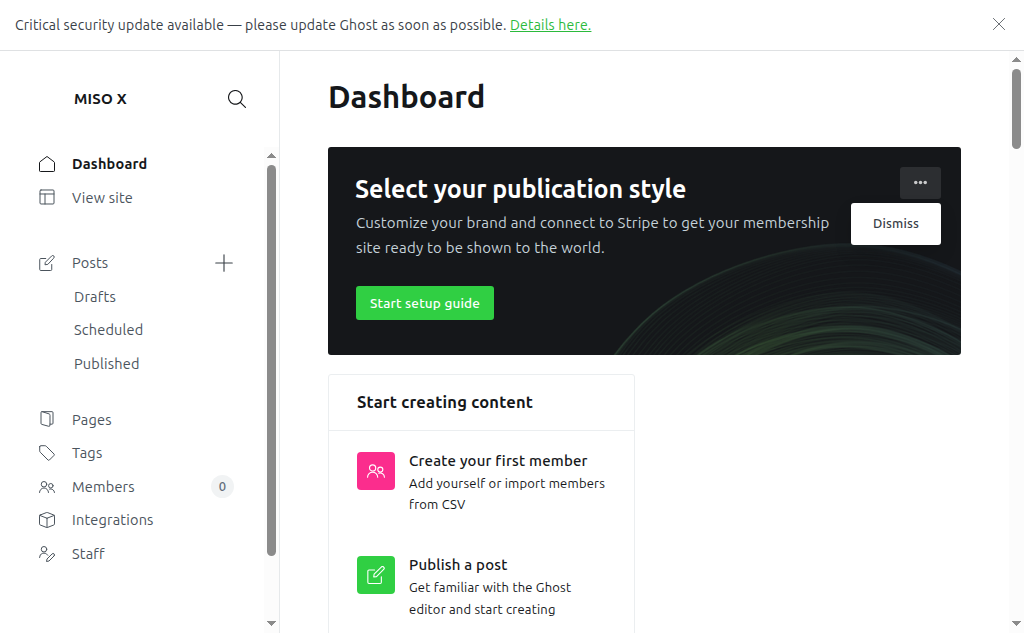 Critical security update available — please update Ghost as soon as possible. Details here.
MISO X
Dashboard
View site
Posts
Drafts
Scheduled
Published
Pages
Tags
Members 0
Integrations
Staff
Dashboard
Select your publication style
Customize your brand and connect to Stripe to get your membership
site ready to be shown to the world.
Dismiss
Start setup guide
Start creating content
Create your first member
Add yourself or import members
from CSV
Publish a post
Get familiar with the Ghost
editor and start creating